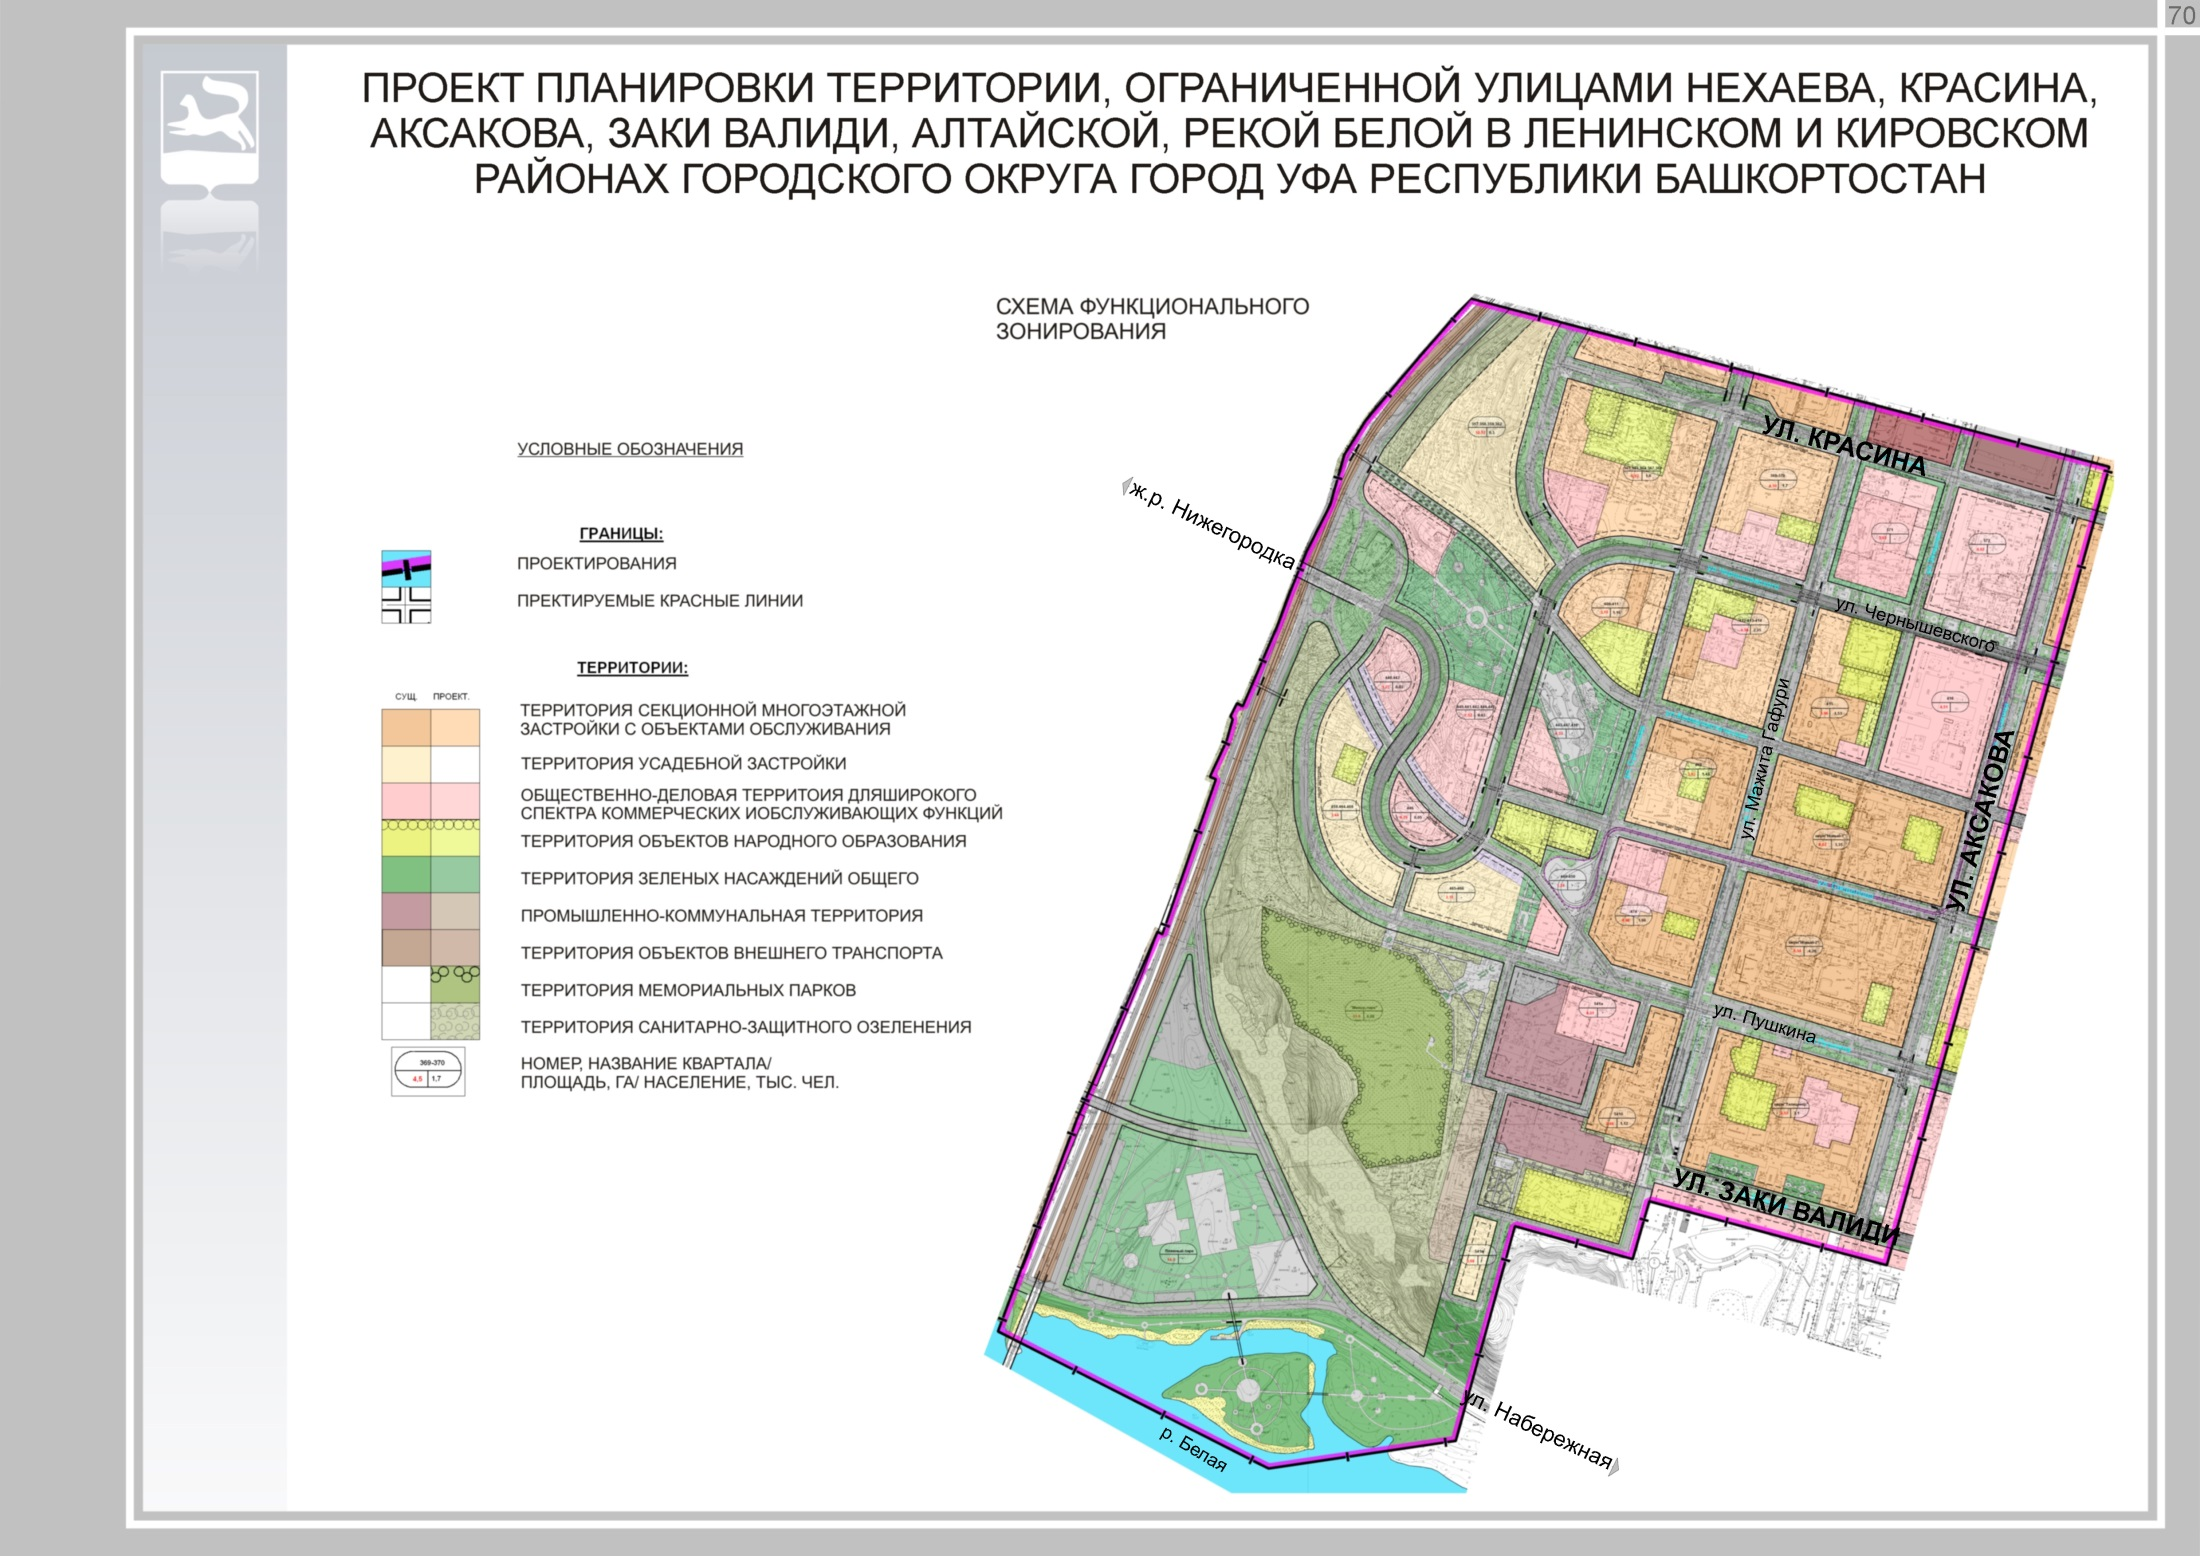 70
ПРОЕКТ ПЛАНИРОВКИ ТЕРРИТОРИИ, ОГРАНИЧЕННОЙ УЛИЦАМИ НЕХАЕВА, КРАСИНА,
АКСАКОВА, ЗАКИ ВАЛИДИ, АЛТАЙСКОЙ, РЕКОЙ БЕЛОЙ В ЛЕНИНСКОМ И КИРОВСКОМ
РАЙОНАХ ГОРОДСКОГО ОКРУГА ГОРОД УФА РЕСПУБЛИКИ БАШКОРТОСТАН
СХЕМА ФУНКЦИОНАЛЬНОГО
ЗОНИРОВАНИЯ
УСЛОВНЫЕ ОБОЗНАЧЕНИЯ
ГРАНИЦЫ:
ПРОЕКТИРОВАНИЯ
ПРЕКТИРУЕМЫЕ КРАСНЫЕ ЛИНИИ
ТЕРРИТОРИИ:
СУЩ. ПРОЕКТ.
ТЕРРИТОРИЯ СЕКЦИОННОЙ МНОГОЭТАЖНОЙ
ЗАСТРОЙКИ С ОБЪЕКТАМИ ОБСЛУЖИВАНИЯ
ТЕРРИТОРИЯ УСАДЕБНОЙ ЗАСТРОЙКИ
ОБЩЕСТВЕННО-ДЕЛОВАЯ ТЕРРИТОИЯ ДЛЯШИРОКОГО
СПЕКТРА КОММЕРЧЕСКИХ ИОБСЛУЖИВАЮЩИХ ФУНКЦИЙ
ТЕРРИТОРИЯ ОБЪЕКТОВ НАРОДНОГО ОБРАЗОВАНИЯ
ТЕРРИТОРИЯ ЗЕЛЕНЫХ НАСАЖДЕНИЙ ОБЩЕГО
ПРОМЫШЛЕННО-КОММУНАЛЬНАЯ ТЕРРИТОРИЯ
ТЕРРИТОРИЯ ОБЪЕКТОВ ВНЕШНЕГО ТРАНСПОРТА
ТЕРРИТОРИЯ МЕМОРИАЛЬНЫХ ПАРКОВ
ТЕРРИТОРИЯ САНИТАРНО-ЗАЩИТНОГО ОЗЕЛЕНЕНИЯ
369-370
4,5 1,7
НОМЕР, НАЗВАНИЕ КВАРТАЛА/
ПЛОЩАДЬ, ГА/ НАСЕЛЕНИЕ, ТЫС. ЧЕЛ.
УЛ. КРАСИНА
ж.р. Нижегородка
ул. Чернышевского
ул. Мажита Гафури
УЛ. АКСАКОВА
ул. Пушкина
УЛ. ЗАКИ ВАЛИДИ
ул. Набережная
р. Белая